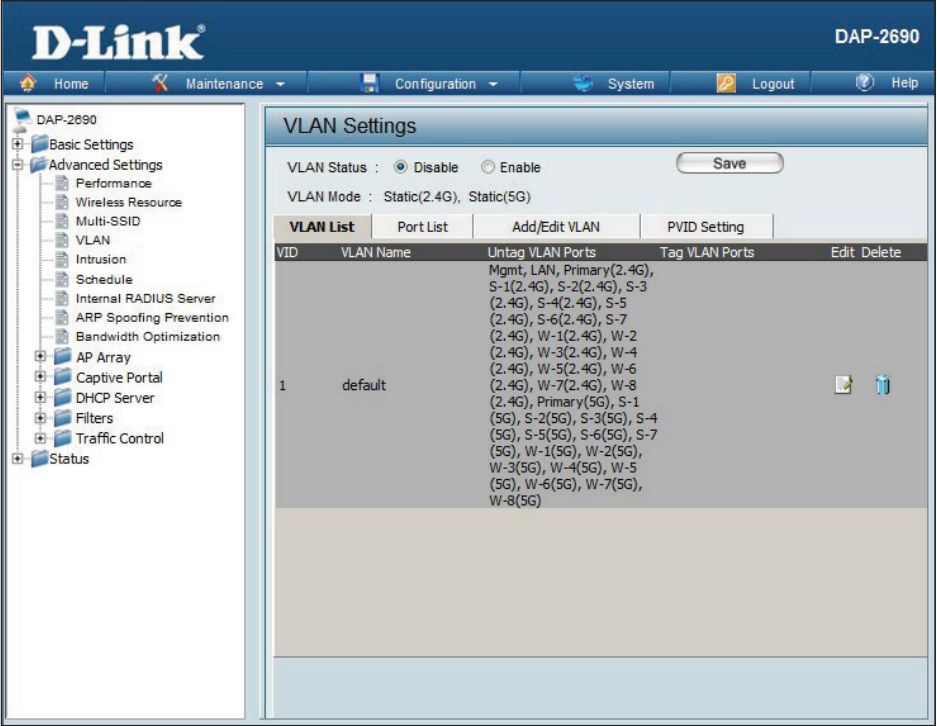 D-Link®
DAP-2690
Home Maintenance Configuration System Logout Help
DAP-2690
Basic Settings
Advanced Settings
Performance
Wireless Resource
Multi-SSID
VLAN
Intrusion
Schedule
Internal RADIUS Server
ARP Spoofing Prevention
Bandwidth Optimization
AP Array
Captive Portal
DHCP Server
Filters
Traffic Control
Status
VLAN Settings
VLAN Status : Disable Enable Save
VLAN Mode : Static(2.4G), Static(5G)
VLAN List Port List Add/Edit VLAN PVID Setting
VID VLAN Name Untag VLAN Ports Tag VLAN Ports Edit Delete
1 default
Mgmt, LAN, Primary(2.4G),
S-1(2.4G), S-2(2.4G), S-3
(2.4G), S-4(2.4G), S-5
(2.4G), S-6(2.4G), S-7
(2.4G), W-1(2.4G), W-2
(2.4G), W-3(2.4G), W-4
(2.4G), W-5(2.4G), W-6
(2.4G), W-7(2.4G), W-8
(2.4G), Primary(5G), S-1
(5G), S-2(5G), S-3(5G), S-4
(5G), S-5(5G), S-6(5G), S-7
(5G), W-1(5G), W-2(5G),
W-3(5G), W-4(5G), W-5
(5G), W-6(5G), W-7(5G),
W-8(5G)